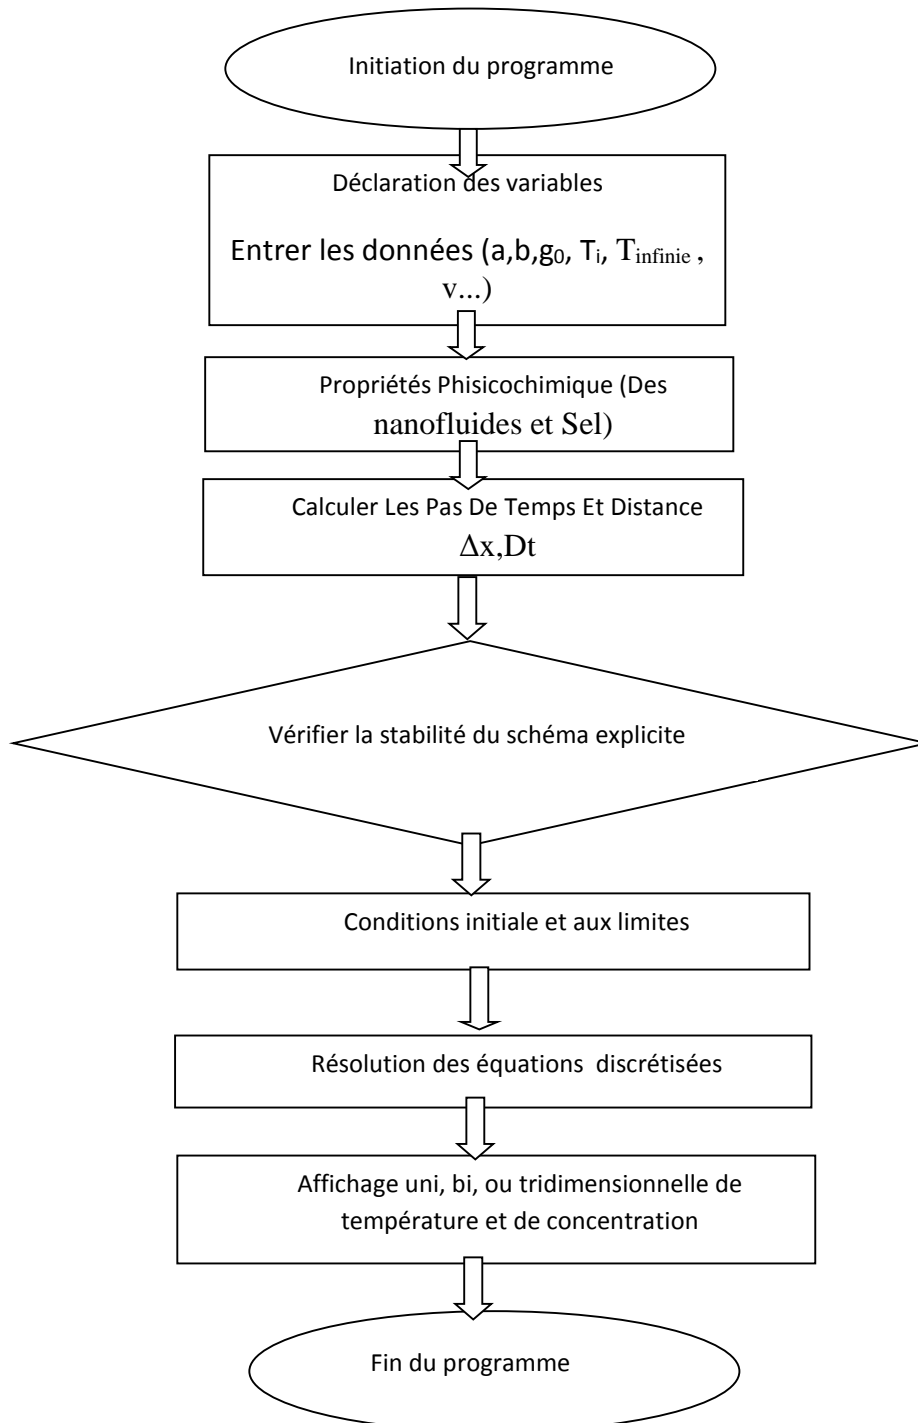 Initiation du programme
Déclaration des variables
Entrer les données (a,b,g₀, Tᵢ, T_infinie ,
v...)
Propriétés Phisicochimique (Des
nanofluides et Sel)
Calculer Les Pas De Temps Et Distance
Δx,Dt
Vérifier la stabilité du schéma explicite
Conditions initiale et aux limites
Résolution des équations discrétisées
Affichage uni, bi, ou tridimensionnelle de
température et de concentration
Fin du programme